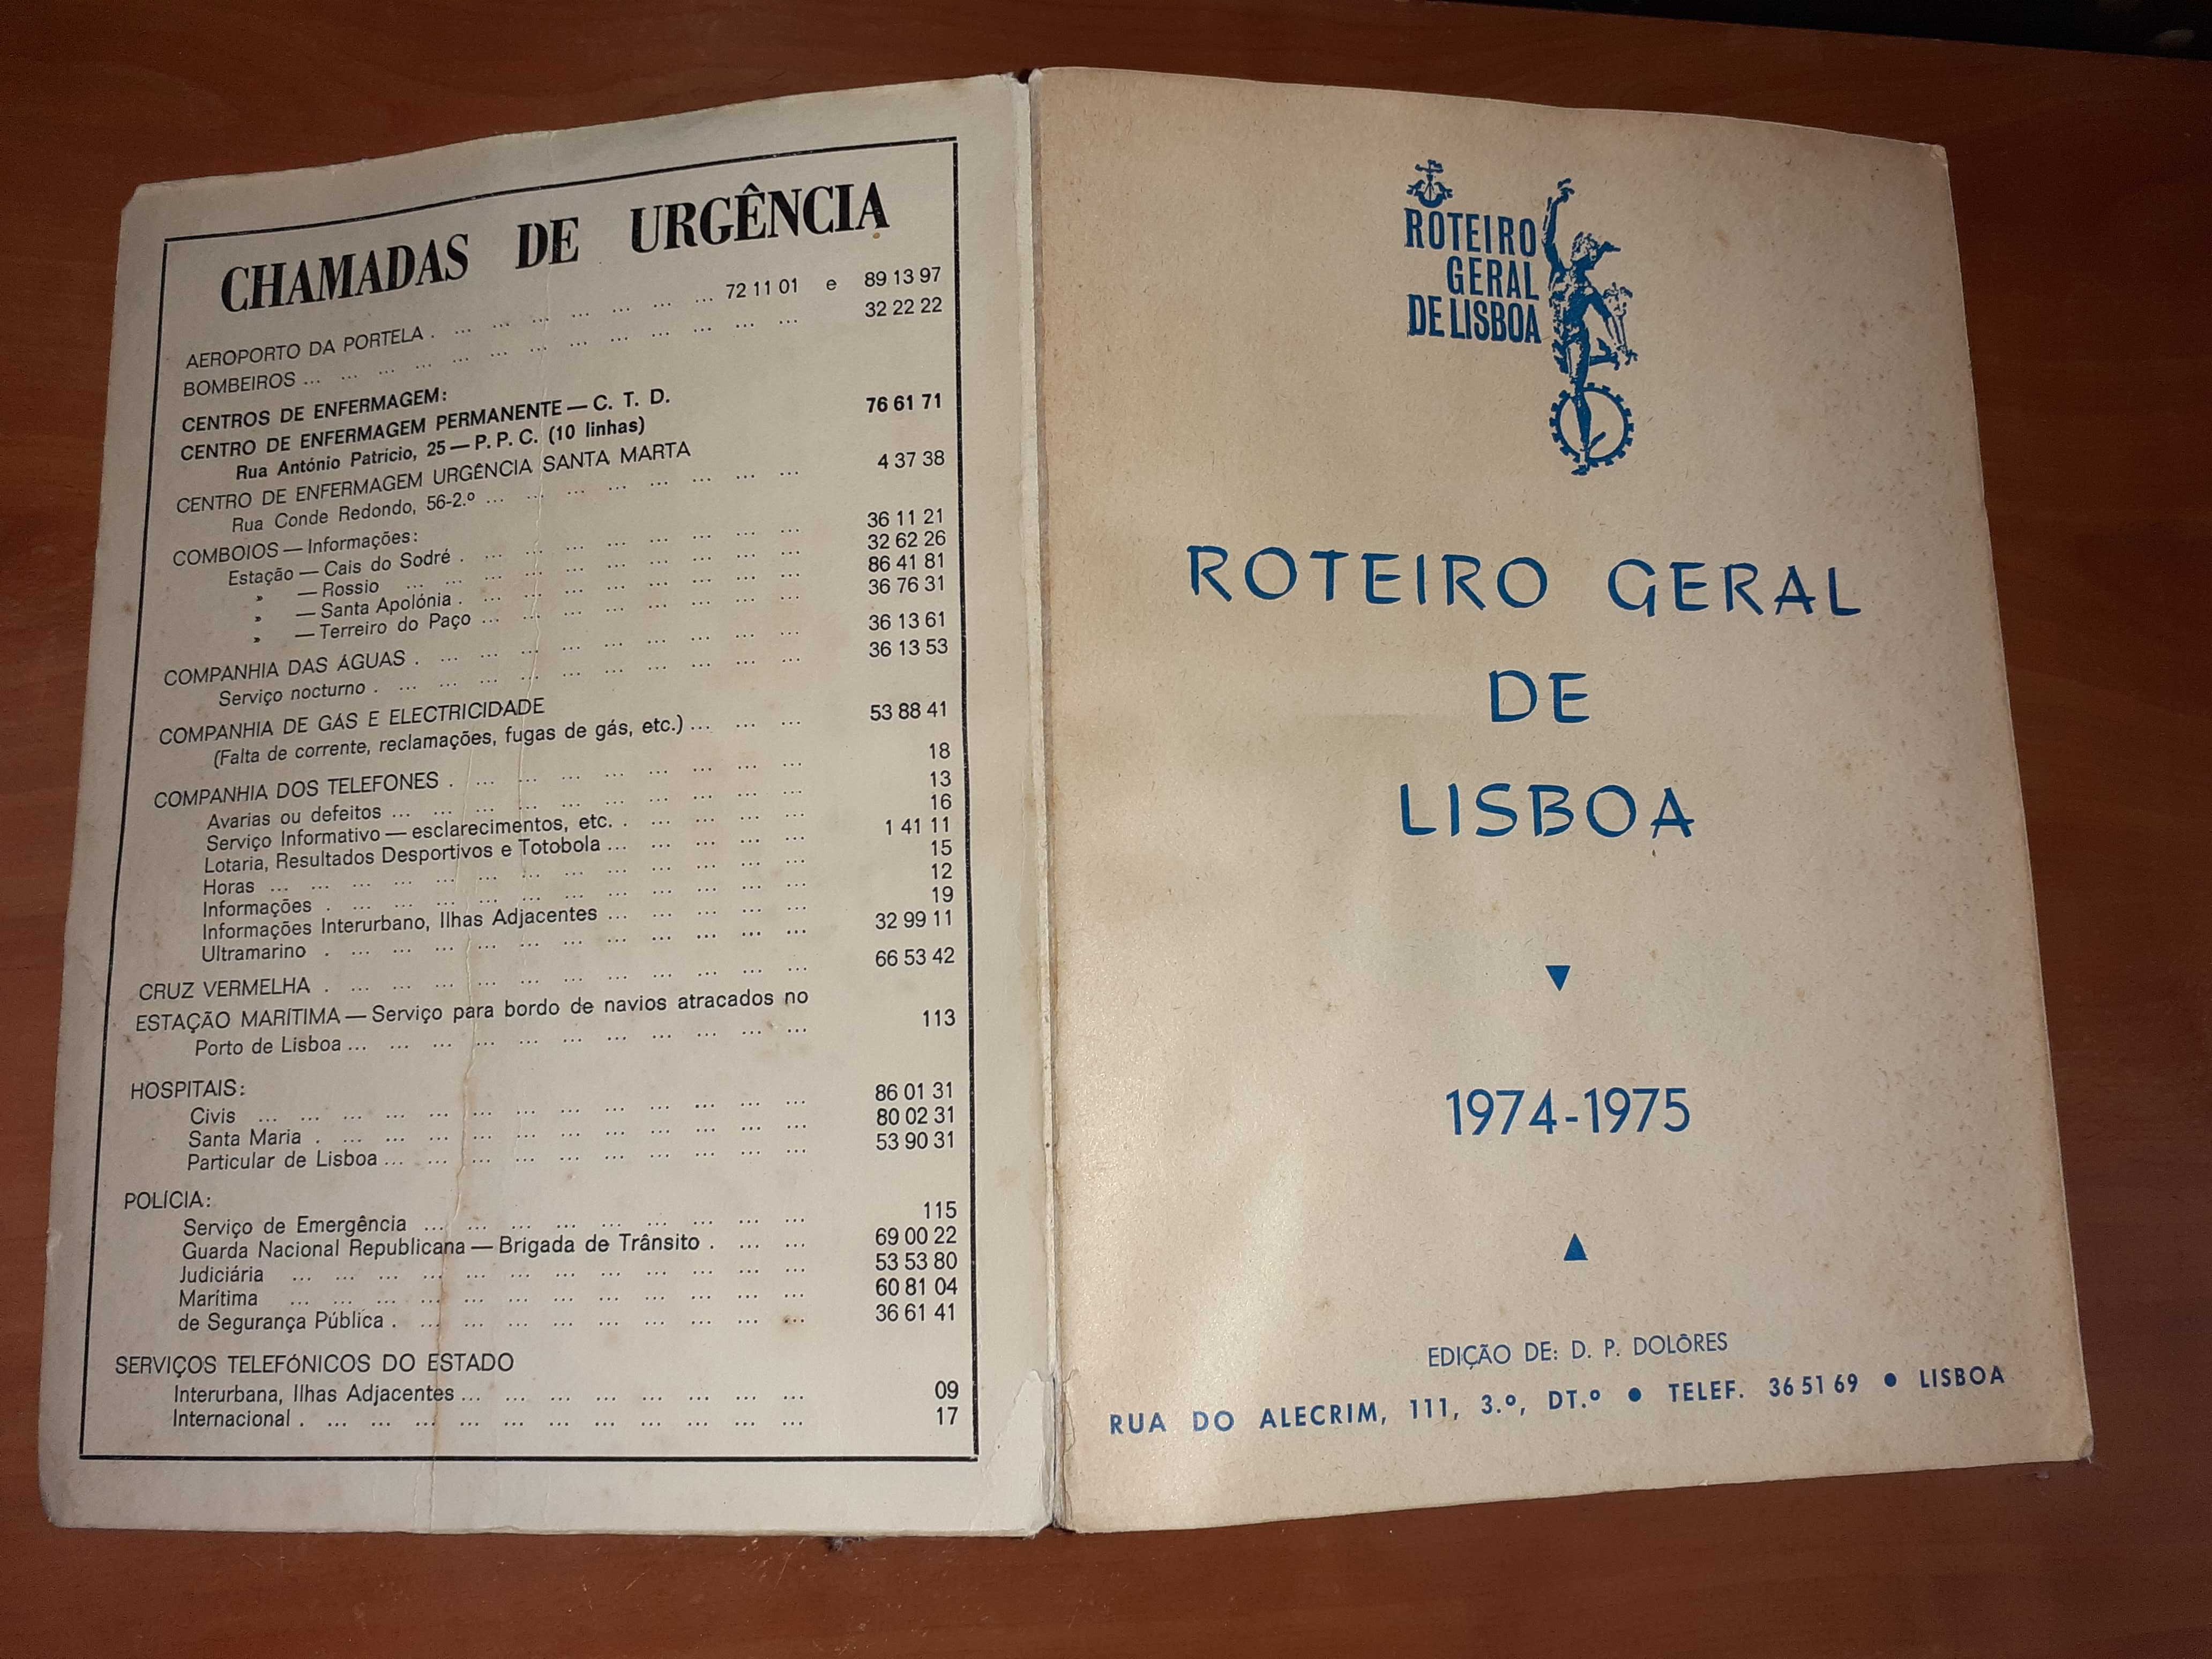 CHAMADAS DE URGÊNCIA
AEROPORTO DA PORTELA . ... ... ... ... ... ... ... 72 11 01 e 89 13 97
BOMBEIROS ... ... ... ... ... ... ... ... ... ... ... ... ... 32 22 22
CENTROS DE ENFERMAGEM:
CENTRO DE ENFERMAGEM PERMANENTE — C. T. D.
Rua António Patrício, 25 — P. P. C. (10 linhas) 76 61 71
CENTRO DE ENFERMAGEM URGÊNCIA SANTA MARTA
Rua Conde Redondo, 56-2.º ... ... ... ... ... ... ... ... 4 37 38
COMBOIOS — Informações:
Estação — Cais do Sodré . ... ... ... ... ... ... ... ... 36 11 21
» — Rossio ... ... ... ... ... ... ... ... ... ... 32 62 26
» — Santa Apolónia . ... ... ... ... ... ... ... ... 86 41 81
» — Terreiro do Paço ... ... ... ... ... ... ... ... 36 76 31
COMPANHIA DAS ÁGUAS . ... ... ... ... ... ... ... ... ... 36 13 61
Serviço nocturno . ... ... ... ... ... ... ... ... ... ... 36 13 53
COMPANHIA DE GÁS E ELECTRICIDADE
(Falta de corrente, reclamações, fugas de gás, etc.) ... ... ... 53 88 41
COMPANHIA DOS TELEFONES . ... ... ... ... ... ... ... ...
Avarias ou defeitos ... ... ... ... ... ... ... ... ... ... 18
Serviço Informativo — esclarecimentos, etc. . ... ... ... ... 13
Lotaria, Resultados Desportivos e Totobola ... ... ... ... ... 16
Horas ... ... ... ... ... ... ... ... ... ... ... ... ... 1 41 11
Informações . ... ... ... ... ... ... ... ... ... ... ... 15
Informações Interurbano, Ilhas Adjacentes ... ... ... ... ... 12
Ultramarino . ... ... ... ... ... ... ... ... ... ... ... 19
CRUZ VERMELHA . ... ... ... ... ... ... ... ... ... ... ... 32 99 11
66 53 42
ESTAÇÃO MARÍTIMA — Serviço para bordo de navios atracados no
Porto de Lisboa ... ... ... ... ... ... ... ... ... ... ... 113
HOSPITAIS:
Civis ... ... ... ... ... ... ... ... ... ... ... ... ... 86 01 31
Santa Maria . ... ... ... ... ... ... ... ... ... ... ... 80 02 31
Particular de Lisboa ... ... ... ... ... ... ... ... ... ... 53 90 31
POLÍCIA:
Serviço de Emergência ... ... ... ... ... ... ... ... ... 115
Guarda Nacional Republicana — Brigada de Trânsito . ... ... 69 00 22
Judiciária ... ... ... ... ... ... ... ... ... ... ... ... 53 53 80
Marítima ... ... ... ... ... ... ... ... ... ... ... ... 60 81 04
de Segurança Pública . ... ... ... ... ... ... ... ... ... 36 61 41
SERVIÇOS TELEFÓNICOS DO ESTADO
Interurbana, Ilhas Adjacentes ... ... ... ... ... ... ... ... 09
Internacional . ... ... ... ... ... ... ... ... ... ... ... 17
ROTEIRO
GERAL
DE LISBOA
ROTEIRO GERAL
DE
LISBOA
1974-1975
EDIÇÃO DE: D. P. DOLÔRES
RUA DO ALECRIM, 111, 3.º, DT.º ● TELEF. 36 51 69 ● LISBOA